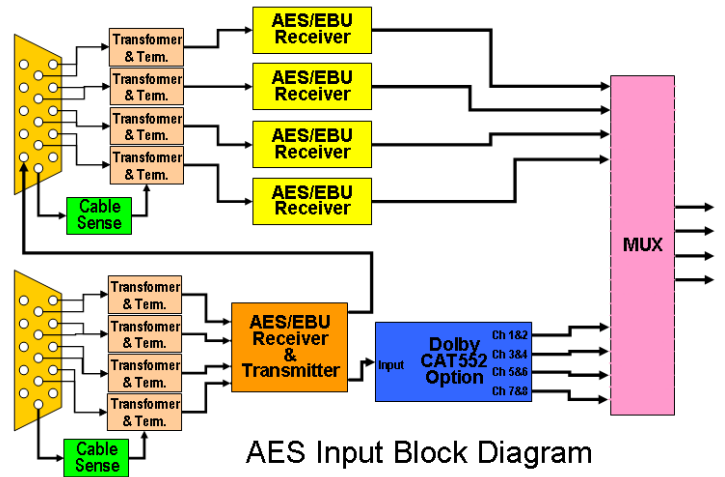 Transformer
& Term.
AES/EBU
Receiver
Transformer
& Term.
AES/EBU
Receiver
Transformer
& Term.
AES/EBU
Receiver
Transformer
& Term.
AES/EBU
Receiver
Cable
Sense
MUX
Transformer
& Term.
Transformer
& Term.
Transformer
& Term.
Transformer
& Term.
Cable
Sense
AES/EBU
Receiver
&
Transmitter
Input
Dolby
CAT552
Option
Ch 1&2
Ch 3&4
Ch 5&6
Ch 7&8
AES Input Block Diagram